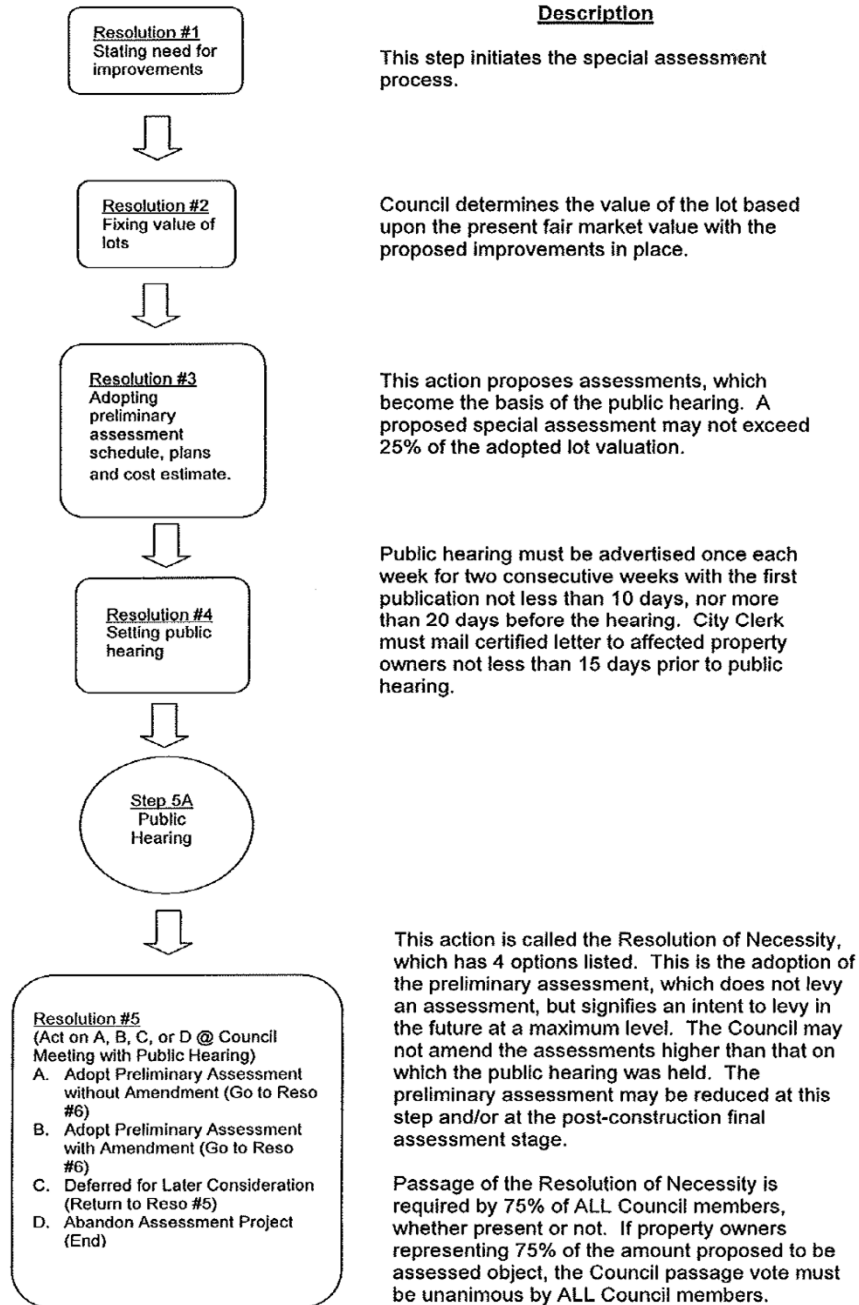 Description
Resolution #1
Stating need for
improvements
This step initiates the special assessment
process.
Resolution #2
Fixing value of
lots
Council determines the value of the lot based
upon the present fair market value with the
proposed improvements in place.
Resolution #3
Adopting
preliminary
assessment
schedule, plans
and cost estimate.
This action proposes assessments, which
become the basis of the public hearing. A
proposed special assessment may not exceed
25% of the adopted lot valuation.
Resolution #4
Setting public
hearing
Public hearing must be advertised once each
week for two consecutive weeks with the first
publication not less than 10 days, nor more
than 20 days before the hearing. City Clerk
must mail certified letter to affected property
owners not less than 15 days prior to public
hearing.
Step 5A
Public
Hearing
Resolution #5
(Act on A, B, C, or D @ Council
Meeting with Public Hearing)
A. Adopt Preliminary Assessment
without Amendment (Go to Reso
#6)
B. Adopt Preliminary Assessment
with Amendment (Go to Reso
#6)
C. Deferred for Later Consideration
(Return to Reso #5)
D. Abandon Assessment Project
(End)
This action is called the Resolution of Necessity,
which has 4 options listed. This is the adoption of
the preliminary assessment, which does not levy
an assessment, but signifies an intent to levy in
the future at a maximum level. The Council may
not amend the assessments higher than that on
which the public hearing was held. The
preliminary assessment may be reduced at this
step and/or at the post-construction final
assessment stage.
Passage of the Resolution of Necessity is
required by 75% of ALL Council members,
whether present or not. If property owners
representing 75% of the amount proposed to be
assessed object, the Council passage vote must
be unanimous by ALL Council members.